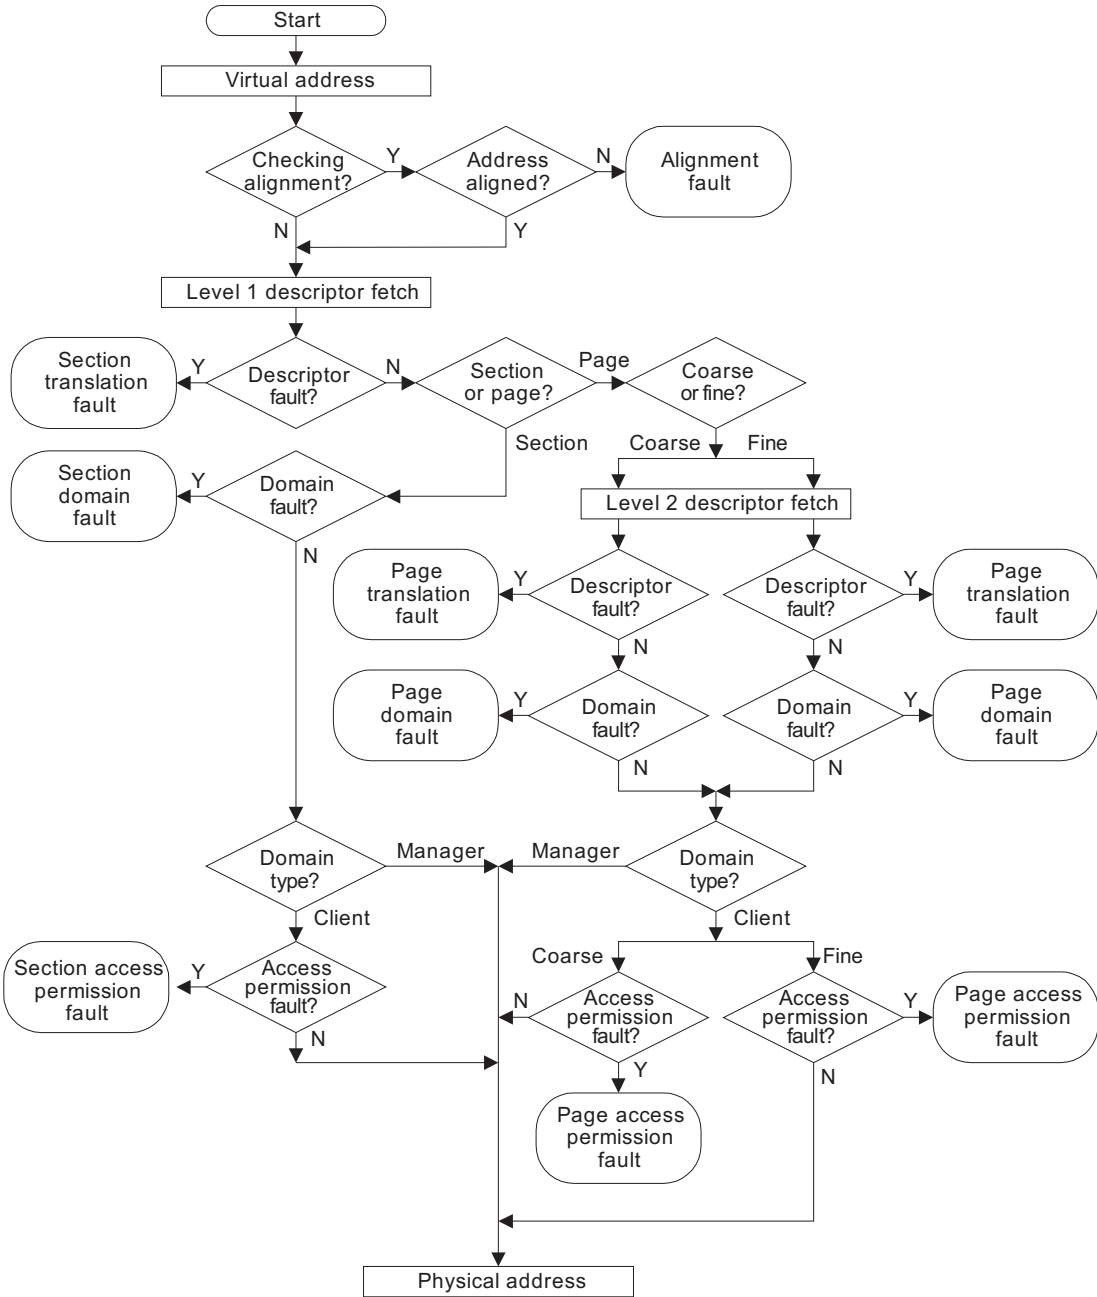 Start
Virtual address
Checking
alignment?
Y
Address
aligned?
N
Alignment
fault
N
Y
Level 1 descriptor fetch
Section
translation
fault
Y
Descriptor
fault?
N
Section
or page?
Page
Coarse
or fine?
Section
Coarse
Fine
Section
domain
fault
Y
Domain
fault?
N
Level 2 descriptor fetch
Page
translation
fault
Y
Descriptor
fault?
N
Descriptor
fault?
Y
Page
translation
fault
N
Page
domain
fault
Y
Domain
fault?
N
Domain
fault?
Y
Page
domain
fault
N
Domain
type?
Manager
Manager
Domain
type?
Client
Client
Section access
permission
fault
Y
Access
permission
fault?
N
Coarse
Fine
N
Access
permission
fault?
Y
Access
permission
fault?
Y
Page access
permission
fault
N
Page access
permission
fault
Physical address